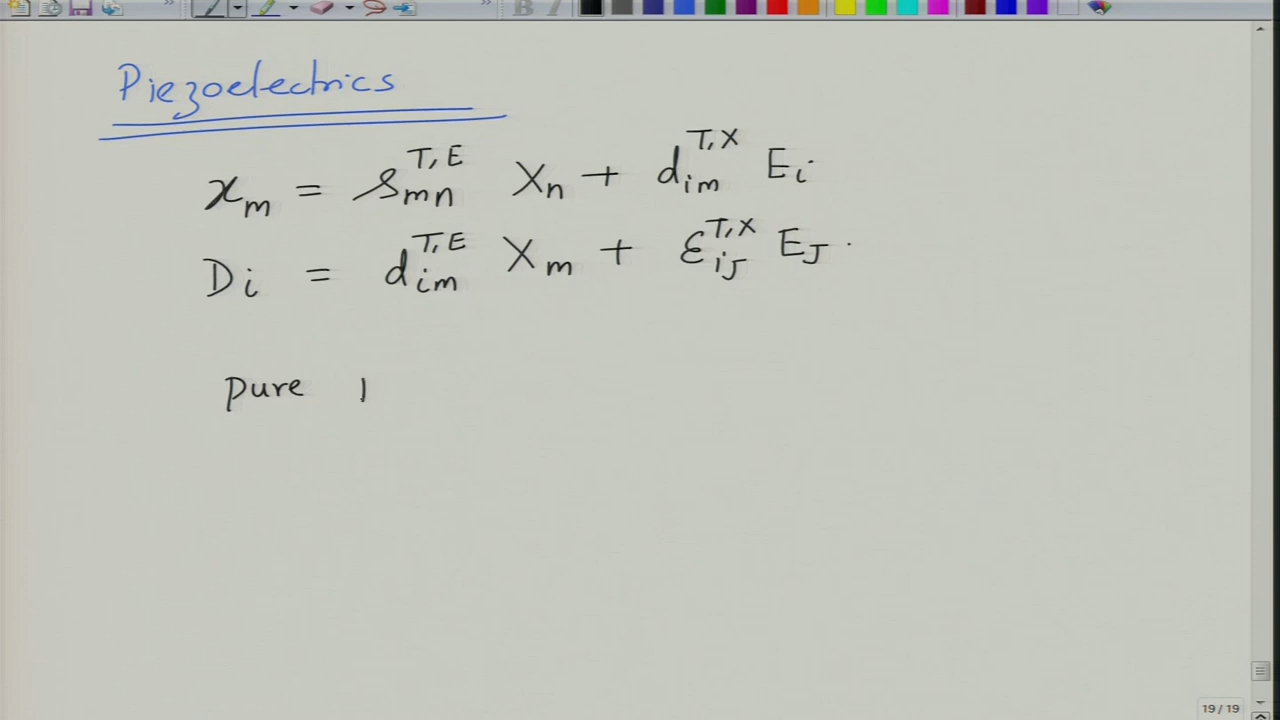 Piezoelectrics
x_m = s_mn^T,E X_n + d_im^T,X E_i
D_i = d_im^T,E X_m + ε_ij^T,X E_J .
pure
19 / 19